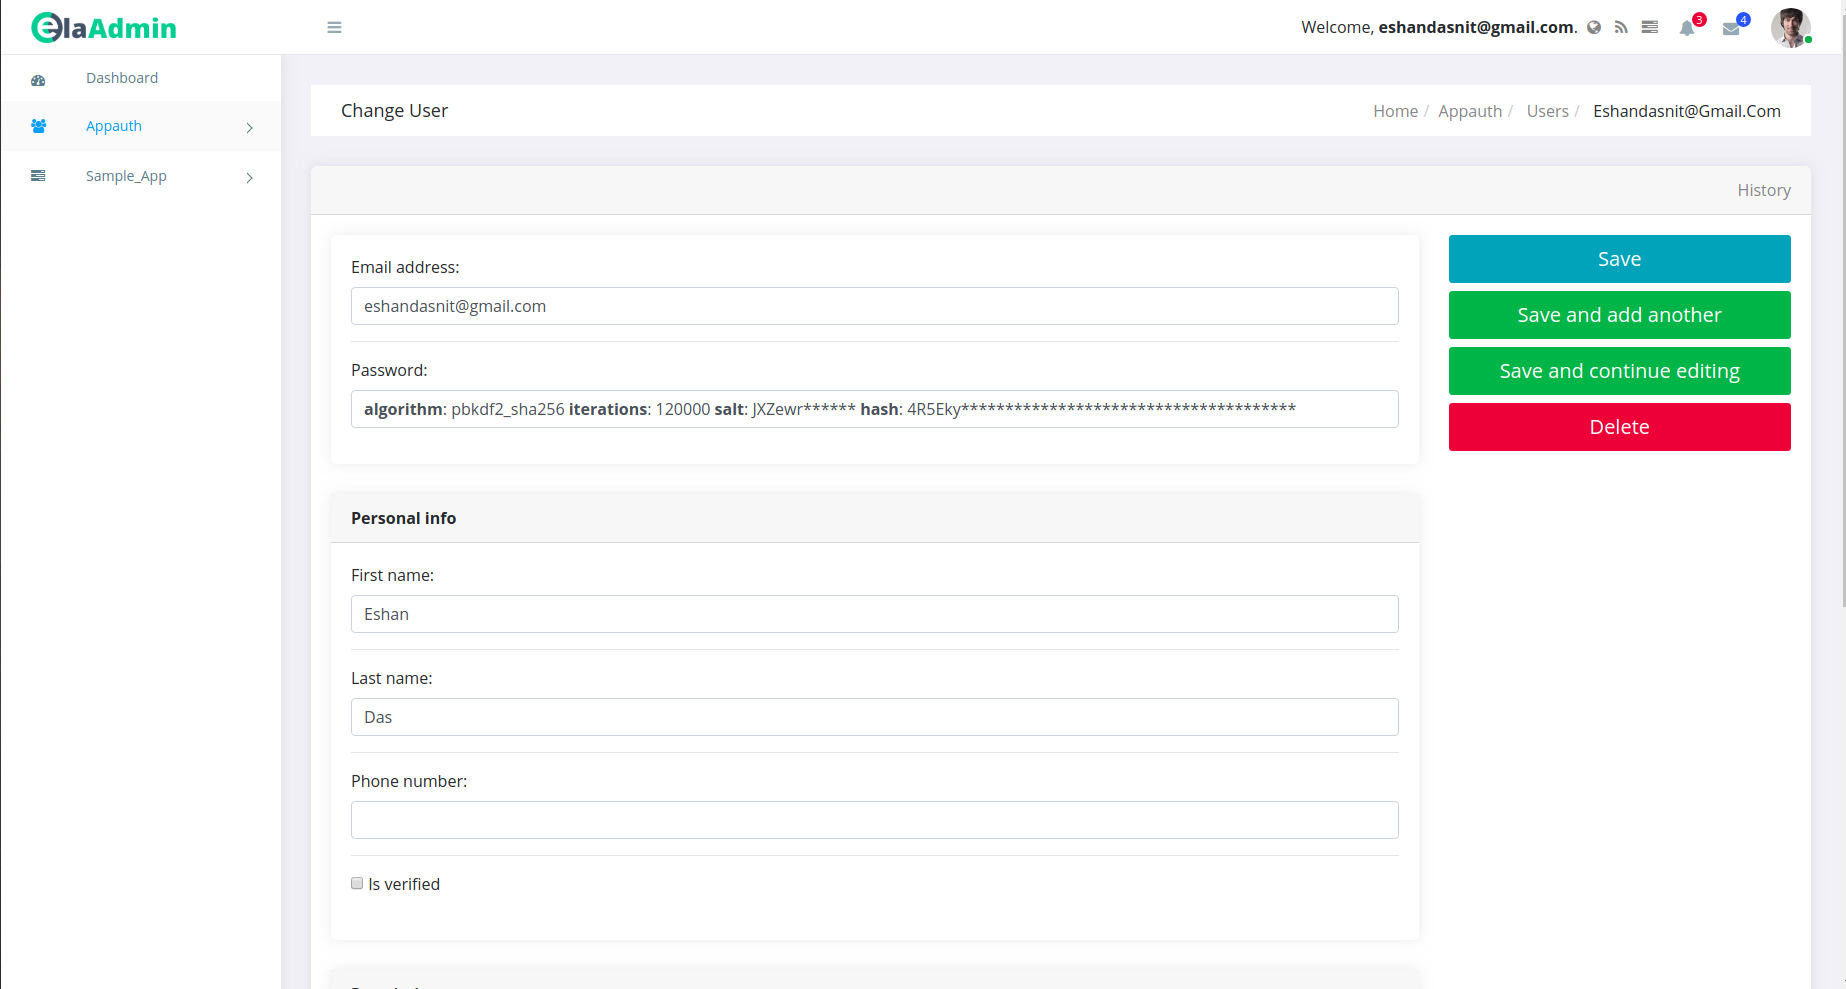 elaAdmin
Welcome, eshandasnit@gmail.com.
3
4
Dashboard
Appauth
Sample_App
Change User
Home / Appauth / Users / Eshandasnit@Gmail.Com
History
Email address:
eshandasnit@gmail.com
Password:
algorithm: pbkdf2_sha256 iterations: 120000 salt: JXZewr****** hash: 4R5Eky**************************************
Save
Save and add another
Save and continue editing
Delete
Personal info
First name:
Eshan
Last name:
Das
Phone number:
Is verified